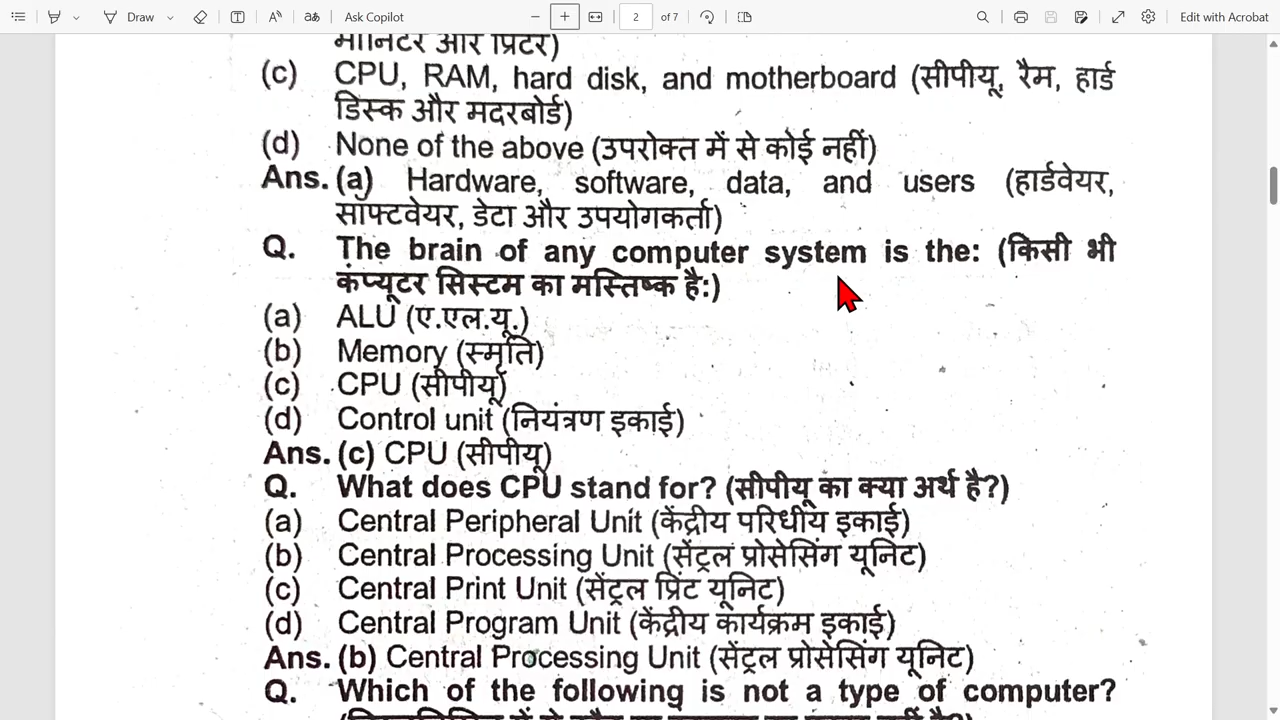 Draw
Ask Copilot
2 of 7
Edit with Acrobat
मॉनिटर और प्रिंटर)
(c) CPU, RAM, hard disk, and motherboard (सीपीयू, रैम, हार्ड
डिस्क और मदरबोर्ड)
(d) None of the above (उपरोक्त में से कोई नहीं)
Ans. (a) Hardware, software, data, and users (हार्डवेयर,
सॉफ्टवेयर, डेटा और उपयोगकर्ता)
Q. The brain of any computer system is the: (किसी भी
कंप्यूटर सिस्टम का मस्तिष्क है:)
(a) ALU (ए.एल.यू.)
(b) Memory (स्मृति)
(c) CPU (सीपीयू)
(d) Control unit (नियंत्रण इकाई)
Ans. (c) CPU (सीपीयू)
Q. What does CPU stand for? (सीपीयू का क्या अर्थ है?)
(a) Central Peripheral Unit (केंद्रीय परिधीय इकाई)
(b) Central Processing Unit (सेंट्रल प्रोसेसिंग यूनिट)
(c) Central Print Unit (सेंट्रल प्रिंट यूनिट)
(d) Central Program Unit (केंद्रीय कार्यक्रम इकाई)
Ans. (b) Central Processing Unit (सेंट्रल प्रोसेसिंग यूनिट)
Q. Which of the following is not a type of computer?